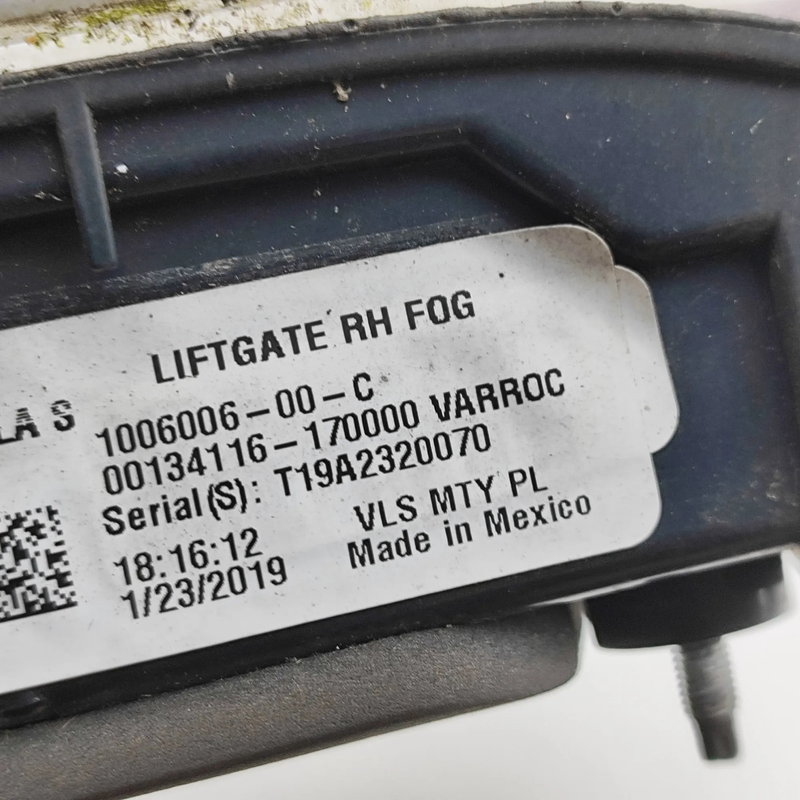 LIFTGATE RH FOG
LA S
1006006-00-C
00134116-170000 VARROC
Serial(S): T19A2320070
18:16:12
VLS MTY PL
1/23/2019
Made in Mexico